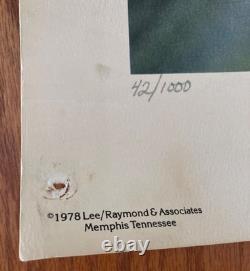 42/1000
©1978 Lee/Raymond & Associates
Memphis Tennessee